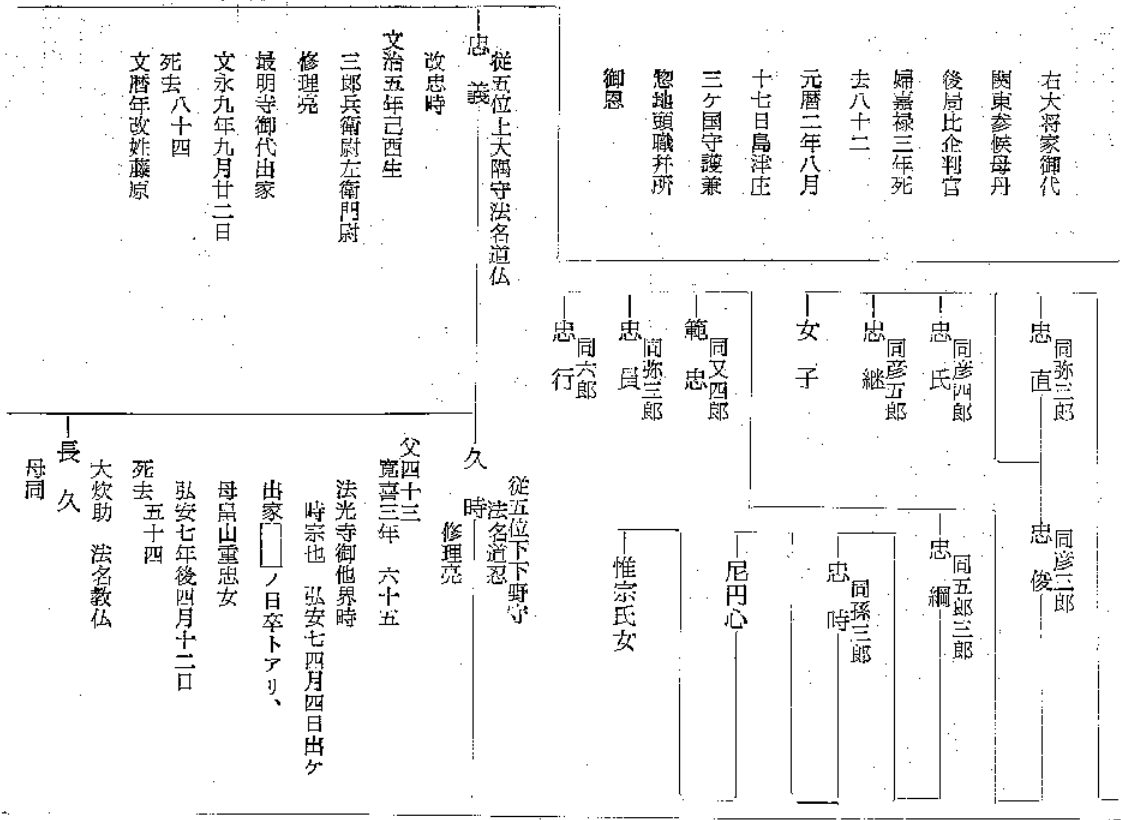 右大将家御代
関東参候母丹
後局比企判官
婦嘉禄三年死
去八十二
元暦二年八月
十七日島津庄
三ケ国守護兼
惣地頭職幷所
御恩
従五位上大隅守法名道仏
忠義
改忠時
文治五年己酉生
三郎兵衛尉左衛門尉
修理亮
最明寺御代出家
文永九年九月廿二日
死去八十四
文暦年改姓藤原
同弥三郎
忠直
同彦四郎
忠氏
同彦五郎
忠継
女子
同又四郎
範忠
同弥三郎
忠員
同六郎
忠行
同彦三郎
忠俊
同五郎三郎
忠綱
同孫三郎
忠時
尼円心
惟宗氏女
従五位下下野守
法名道忍
久時
修理亮
父四十三
寛喜三年 六十五
法光寺御他界時
時宗也 弘安七四月四日出ケ
出家□ノ日卒トアリ、
母畠山重忠女
弘安七年後四月十二日
死去五十四
大炊助 法名教仏
長久
母同